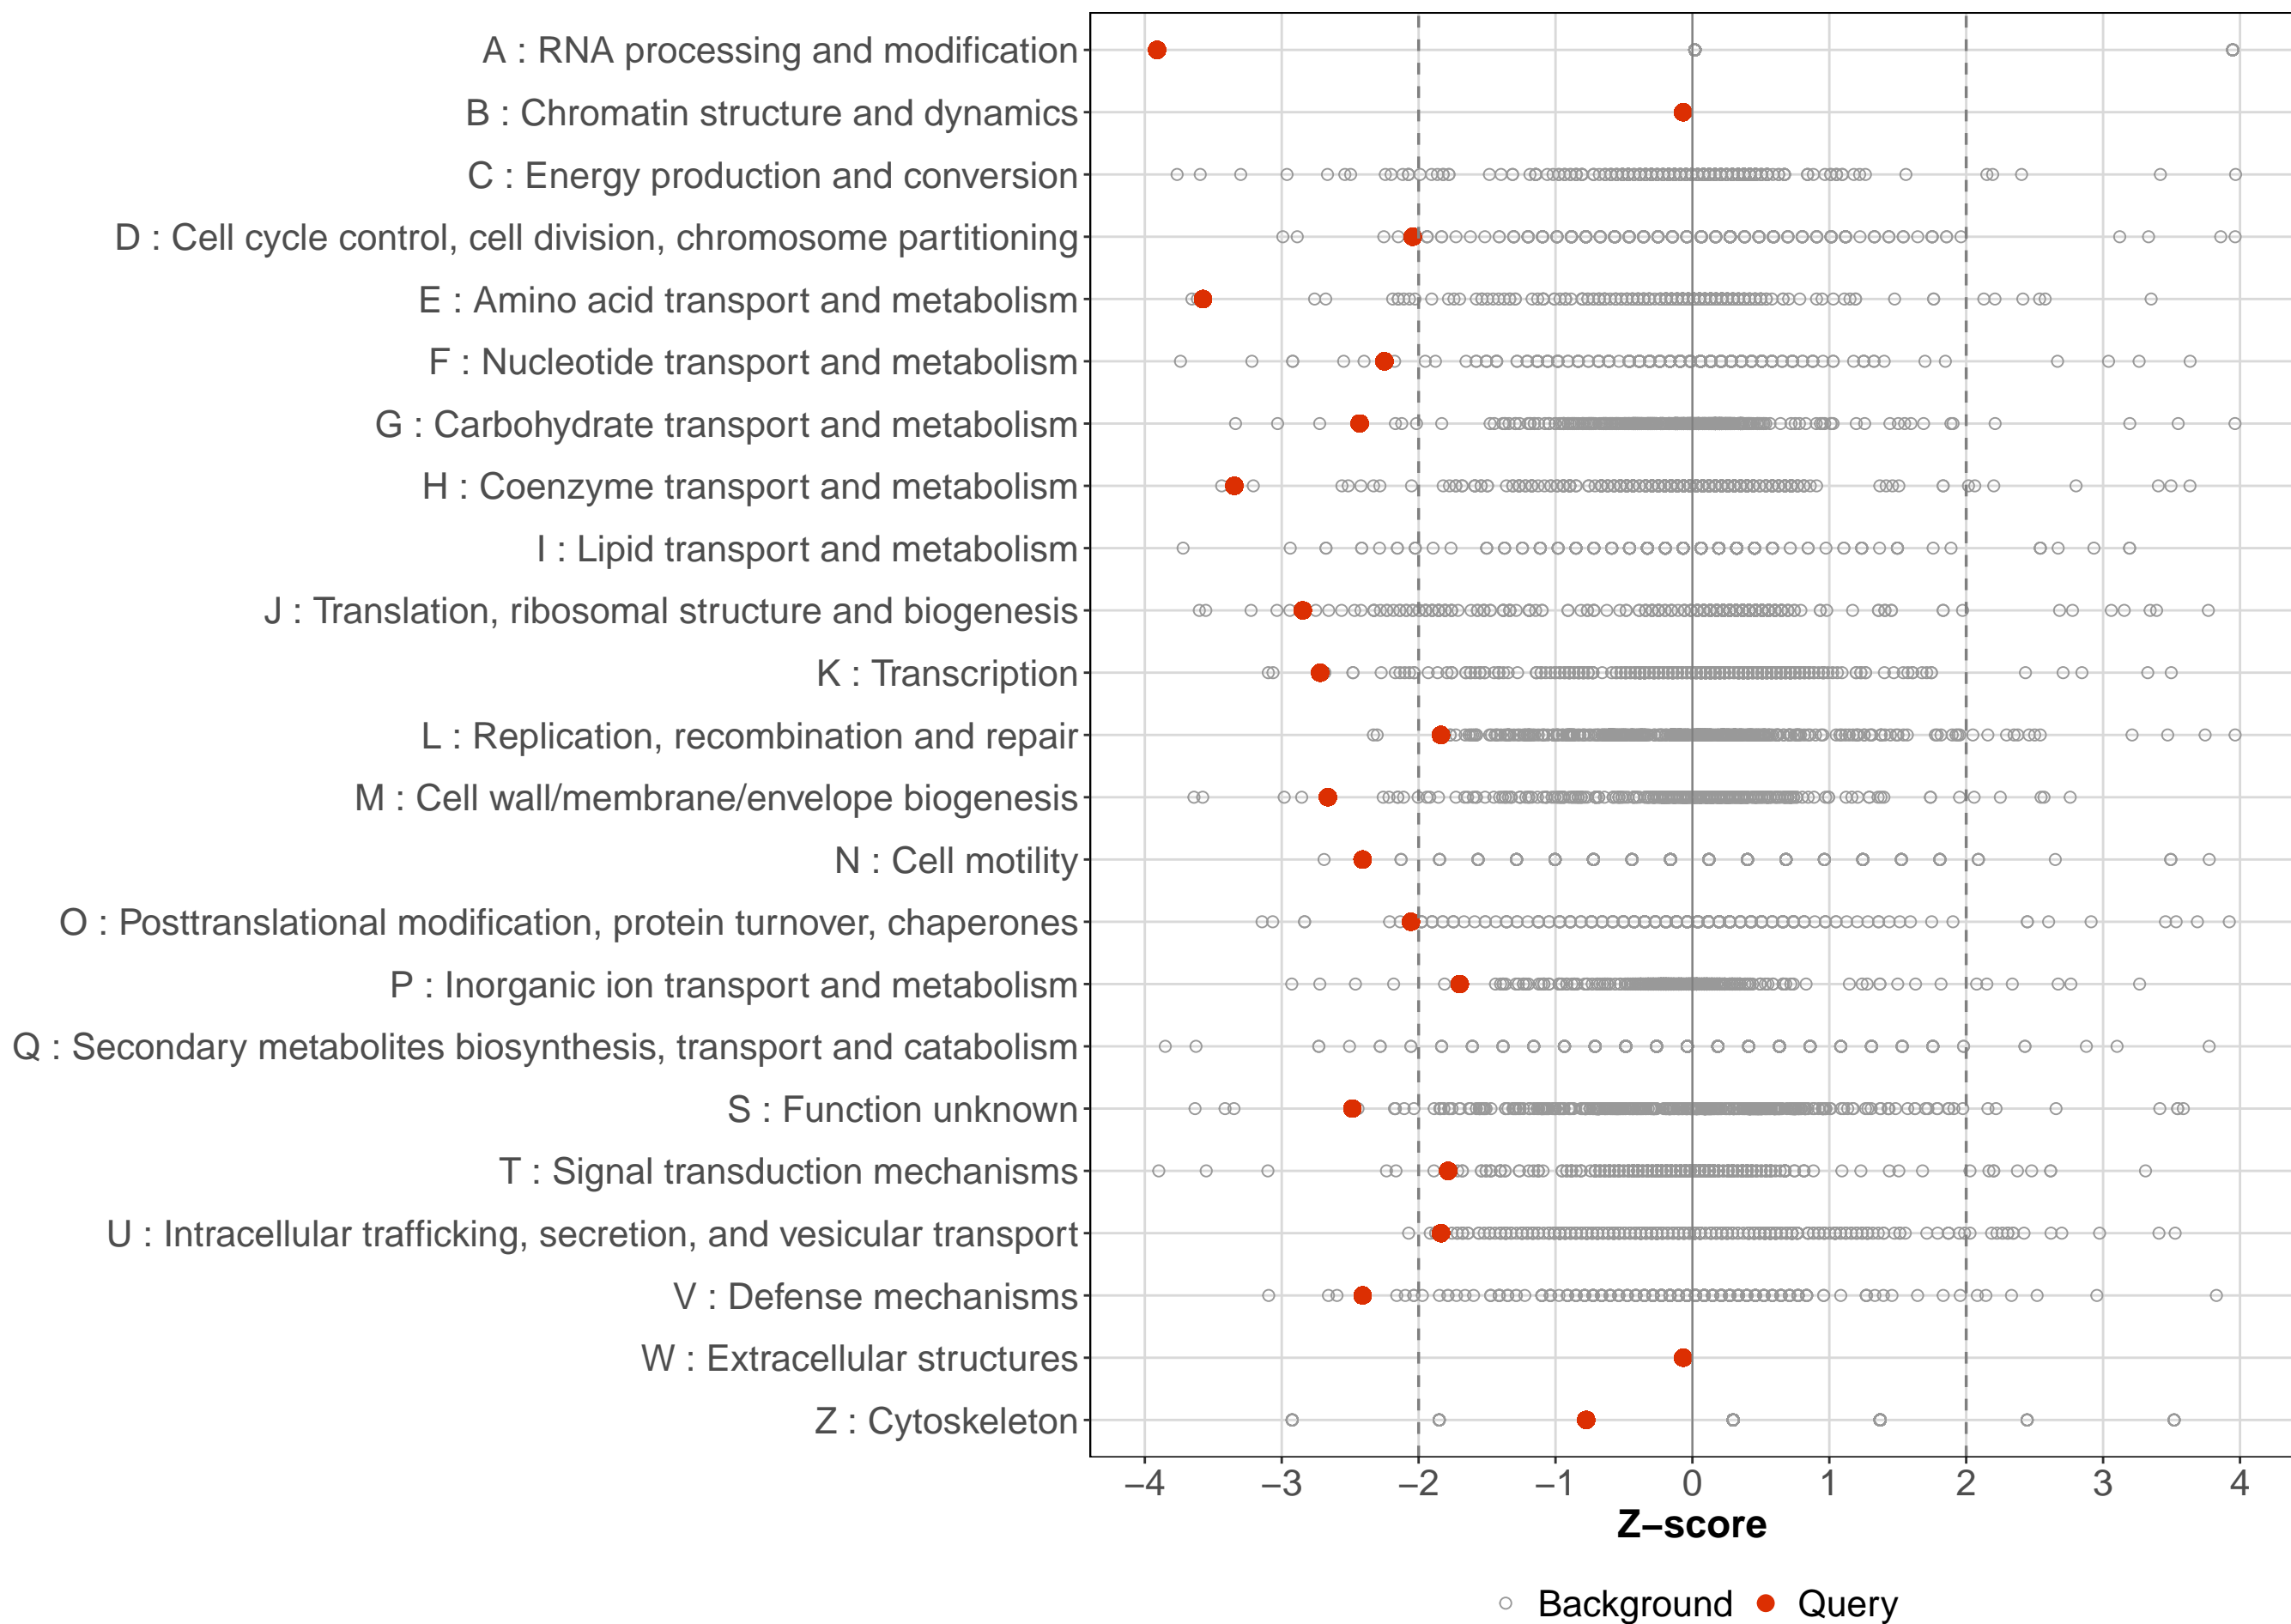 A : RNA processing and modification
B : Chromatin structure and dynamics
C : Energy production and conversion
D : Cell cycle control, cell division, chromosome partitioning
E : Amino acid transport and metabolism
F : Nucleotide transport and metabolism
G : Carbohydrate transport and metabolism
H : Coenzyme transport and metabolism
I : Lipid transport and metabolism
J : Translation, ribosomal structure and biogenesis
K : Transcription
L : Replication, recombination and repair
M : Cell wall/membrane/envelope biogenesis
N : Cell motility
O : Posttranslational modification, protein turnover, chaperones
P : Inorganic ion transport and metabolism
Q : Secondary metabolites biosynthesis, transport and catabolism
S : Function unknown
T : Signal transduction mechanisms
U : Intracellular trafficking, secretion, and vesicular transport
V : Defense mechanisms
W : Extracellular structures
Z : Cytoskeleton
−4 −3 −2 −1 0 1 2 3 4
Z−score
Background Query